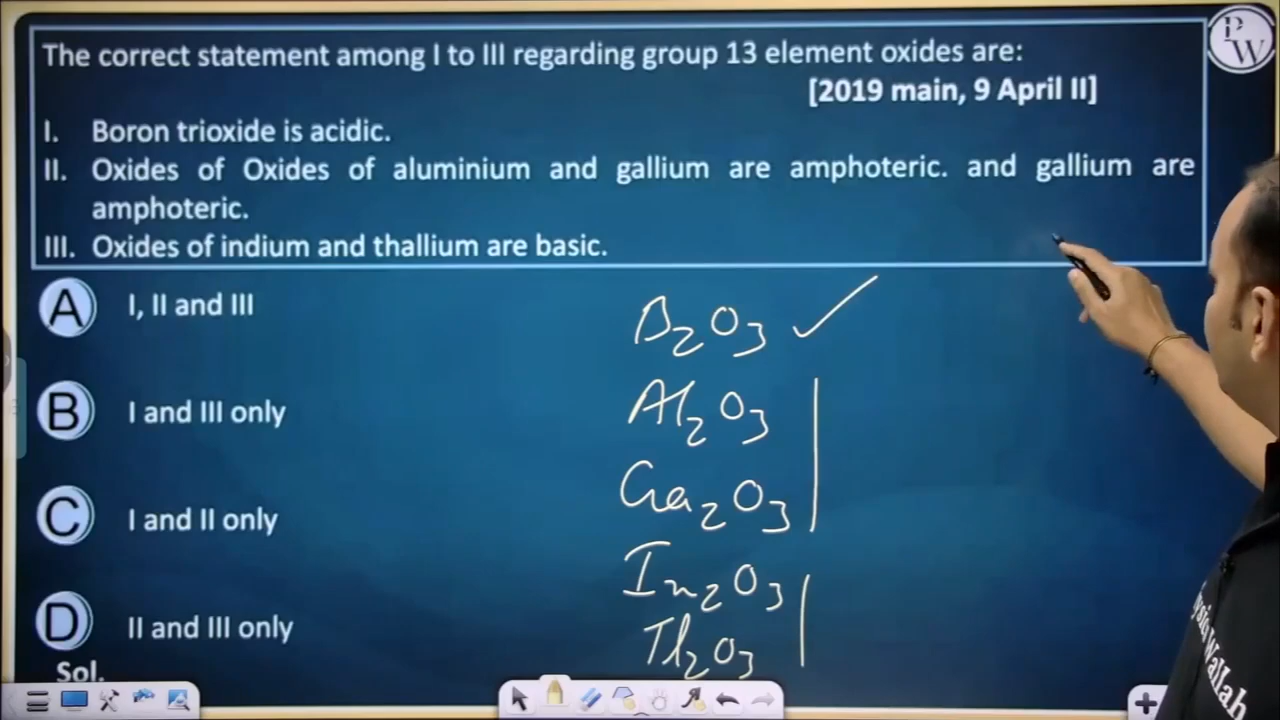 The correct statement among I to III regarding group 13 element oxides are:
[2019 main, 9 April II]
I. Boron trioxide is acidic.
II. Oxides of Oxides of aluminium and gallium are amphoteric. and gallium are
amphoteric.
III. Oxides of indium and thallium are basic.
A I, II and III
B I and III only
C I and II only
D II and III only
Sol.
B₂O₃ ✓
Al₂O₃
Ga₂O₃
In₂O₃
Tl₂O₃
P
W
ysicsWallah